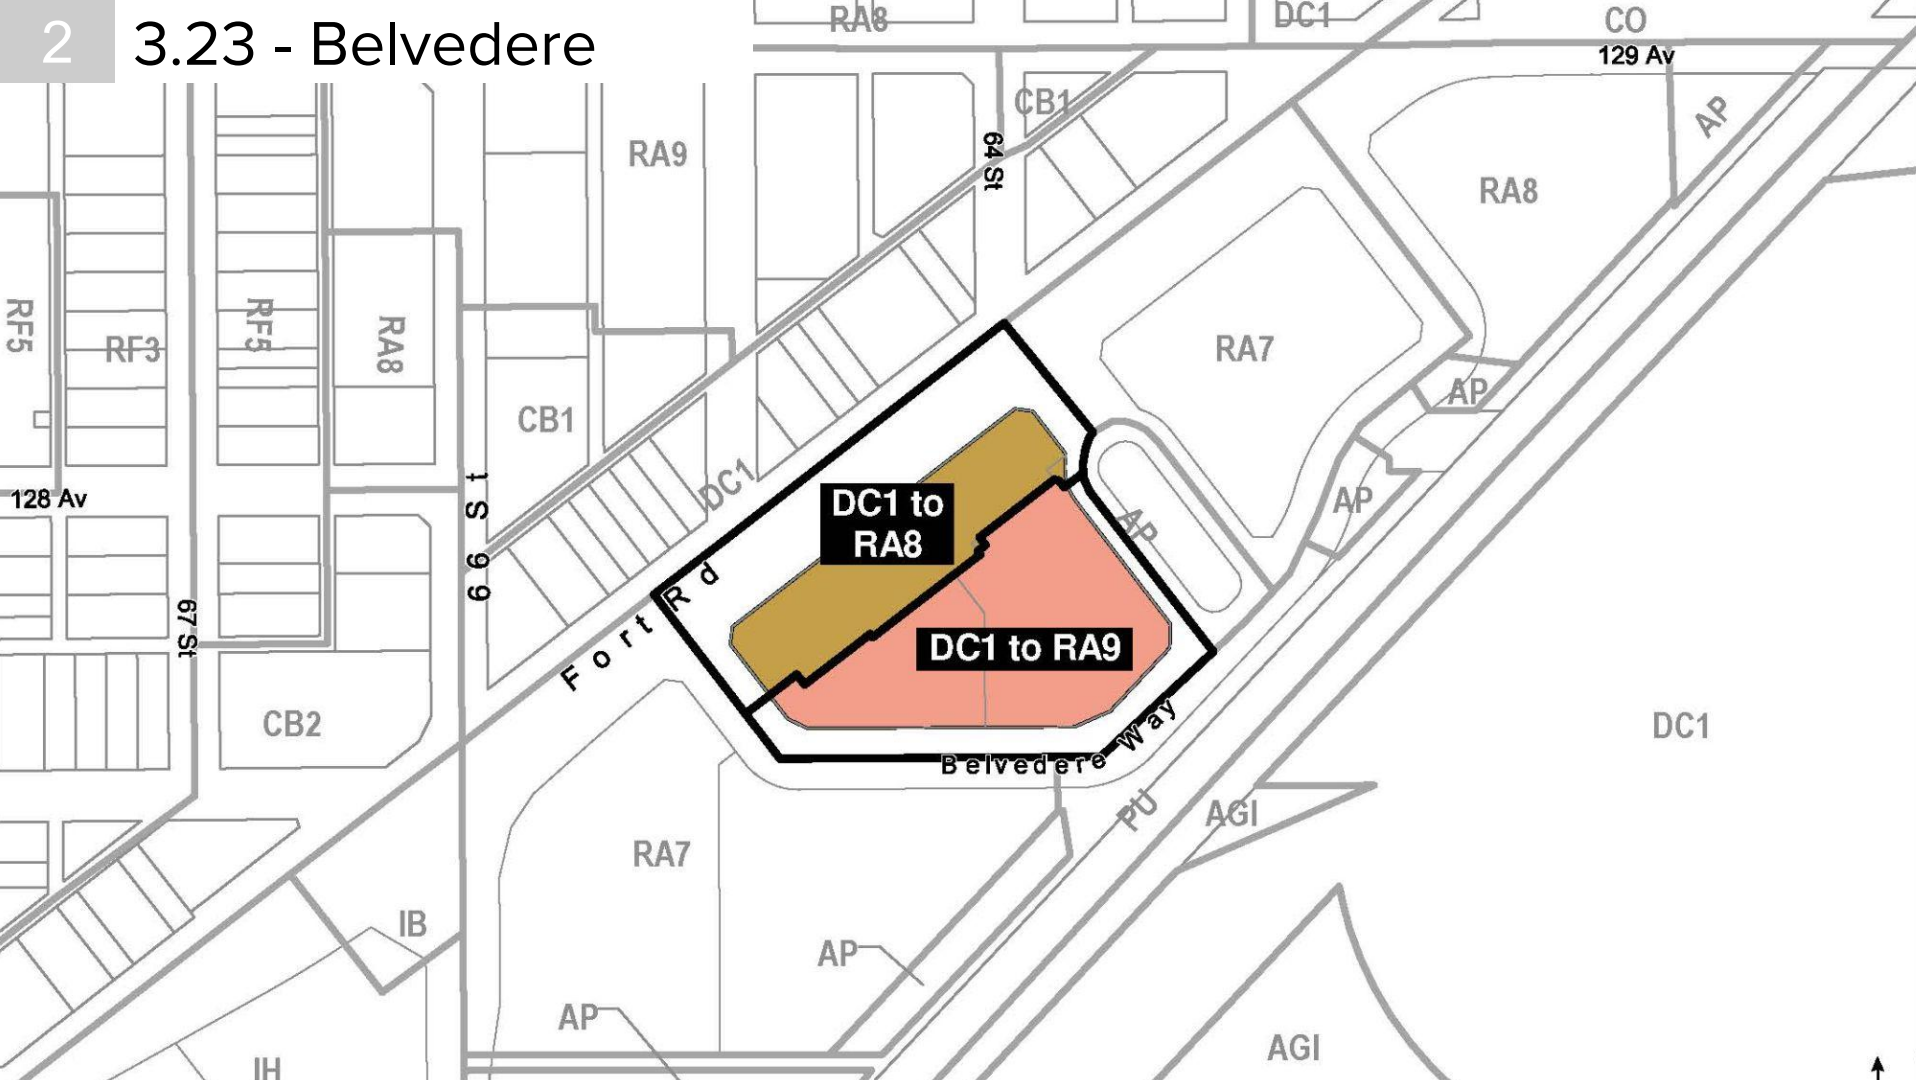 2
3.23 - Belvedere
RA8
DC1
CO
129 Av
CB1
AP
64 St
RA9
RA8
RF5
RF3
RF5
RA8
RA7
AP
CB1
DC1
128 Av
66 St
DC1 to
RA8
AP
AP
Fort Rd
67 St
DC1 to RA9
CB2
Belvedere Way
DC1
PU
AGI
RA7
IB
AP
AP
AGI
IH